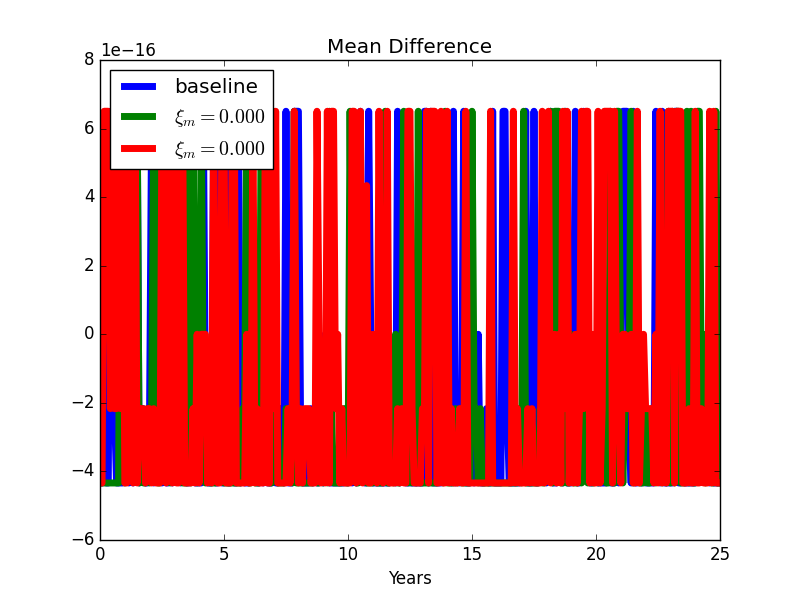 Mean Difference
1e−16
8
6
4
2
0
−2
−4
−6
baseline
ξm = 0.000
ξm = 0.000
0 5 10 15 20 25
Years